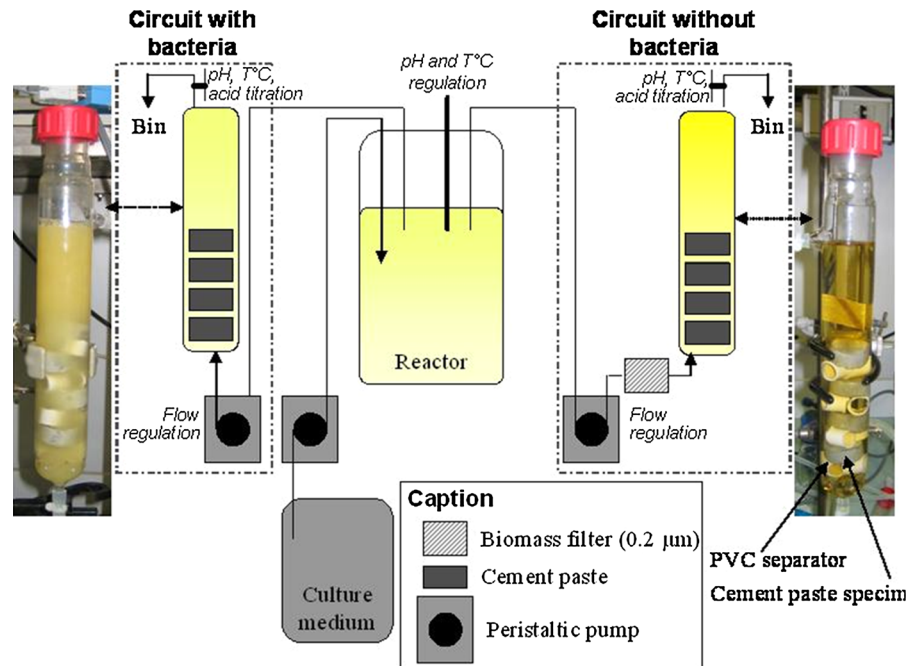 Circuit with
bacteria
pH, T°C,
acid titration
Bin
pH and T°C
regulation
Circuit without
bacteria
pH, T°C,
acid titration
Bin
Reactor
Flow
regulation
Flow
regulation
Culture
medium
Caption
Biomass filter (0.2 µm)
Cement paste
Peristaltic pump
PVC separator
Cement paste specim